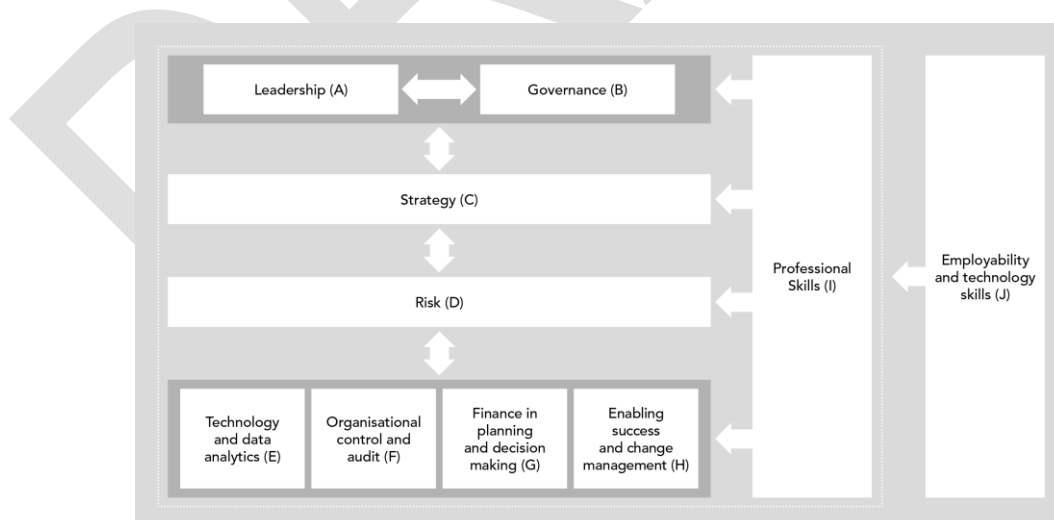 Leadership (A)
Governance (B)
Strategy (C)
Risk (D)
Technology
and data
analytics (E)
Organisational
control and
audit (F)
Finance in
planning
and decision
making (G)
Enabling
success
and change
management (H)
Professional
Skills (I)
Employability
and technology
skills (J)